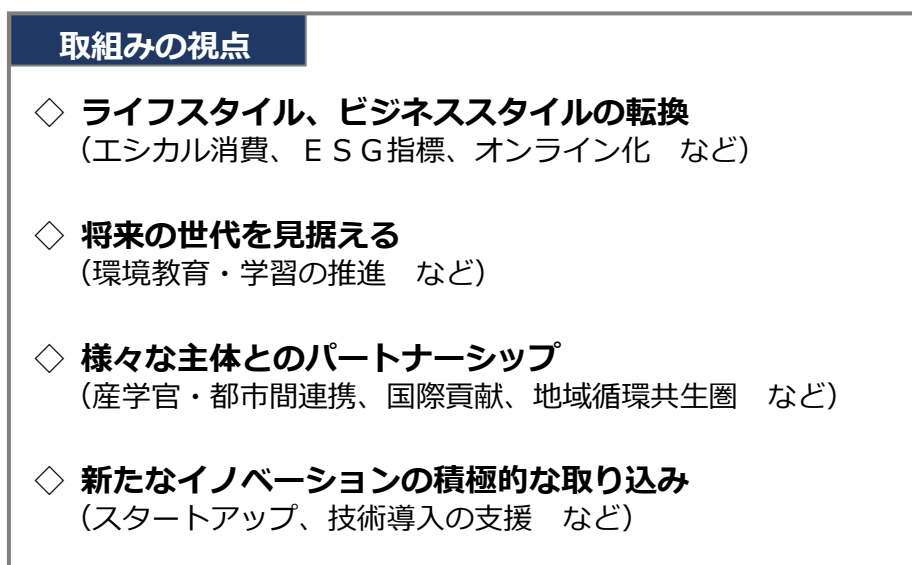 取組みの視点
◇ ライフスタイル、ビジネススタイルの転換
（エシカル消費、ＥＳＧ指標、オンライン化　など）
◇ 将来の世代を見据える
（環境教育・学習の推進　など）
◇ 様々な主体とのパートナーシップ
（産学官・都市間連携、国際貢献、地域循環共生圏　など）
◇ 新たなイノベーションの積極的な取り込み
（スタートアップ、技術導入の支援　など）